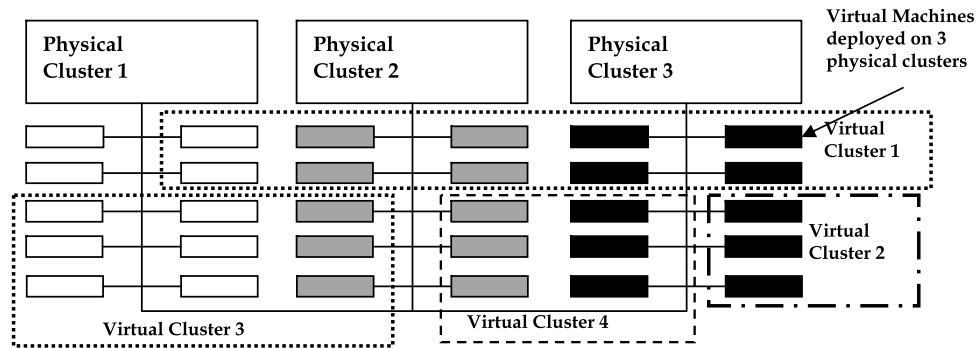 Physical
Cluster 1
Physical
Cluster 2
Physical
Cluster 3
Virtual Machines
deployed on 3
physical clusters
Virtual
Cluster 1
Virtual
Cluster 2
Virtual Cluster 3
Virtual Cluster 4